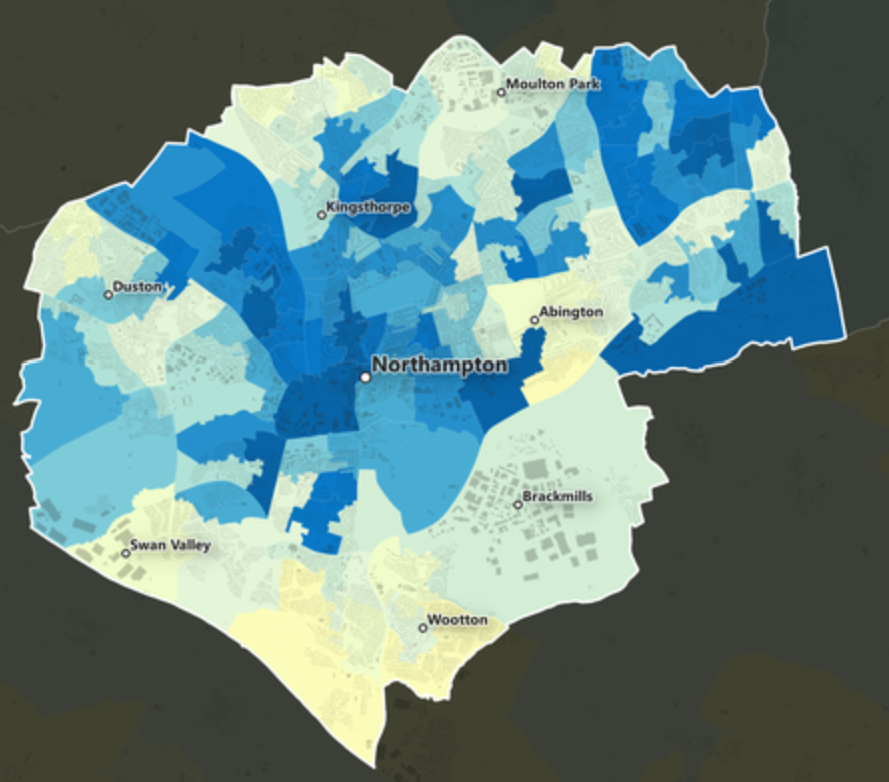 Moulton Park
Kingsthorpe
Duston
Abington
Northampton
Brackmills
Swan Valley
Wootton